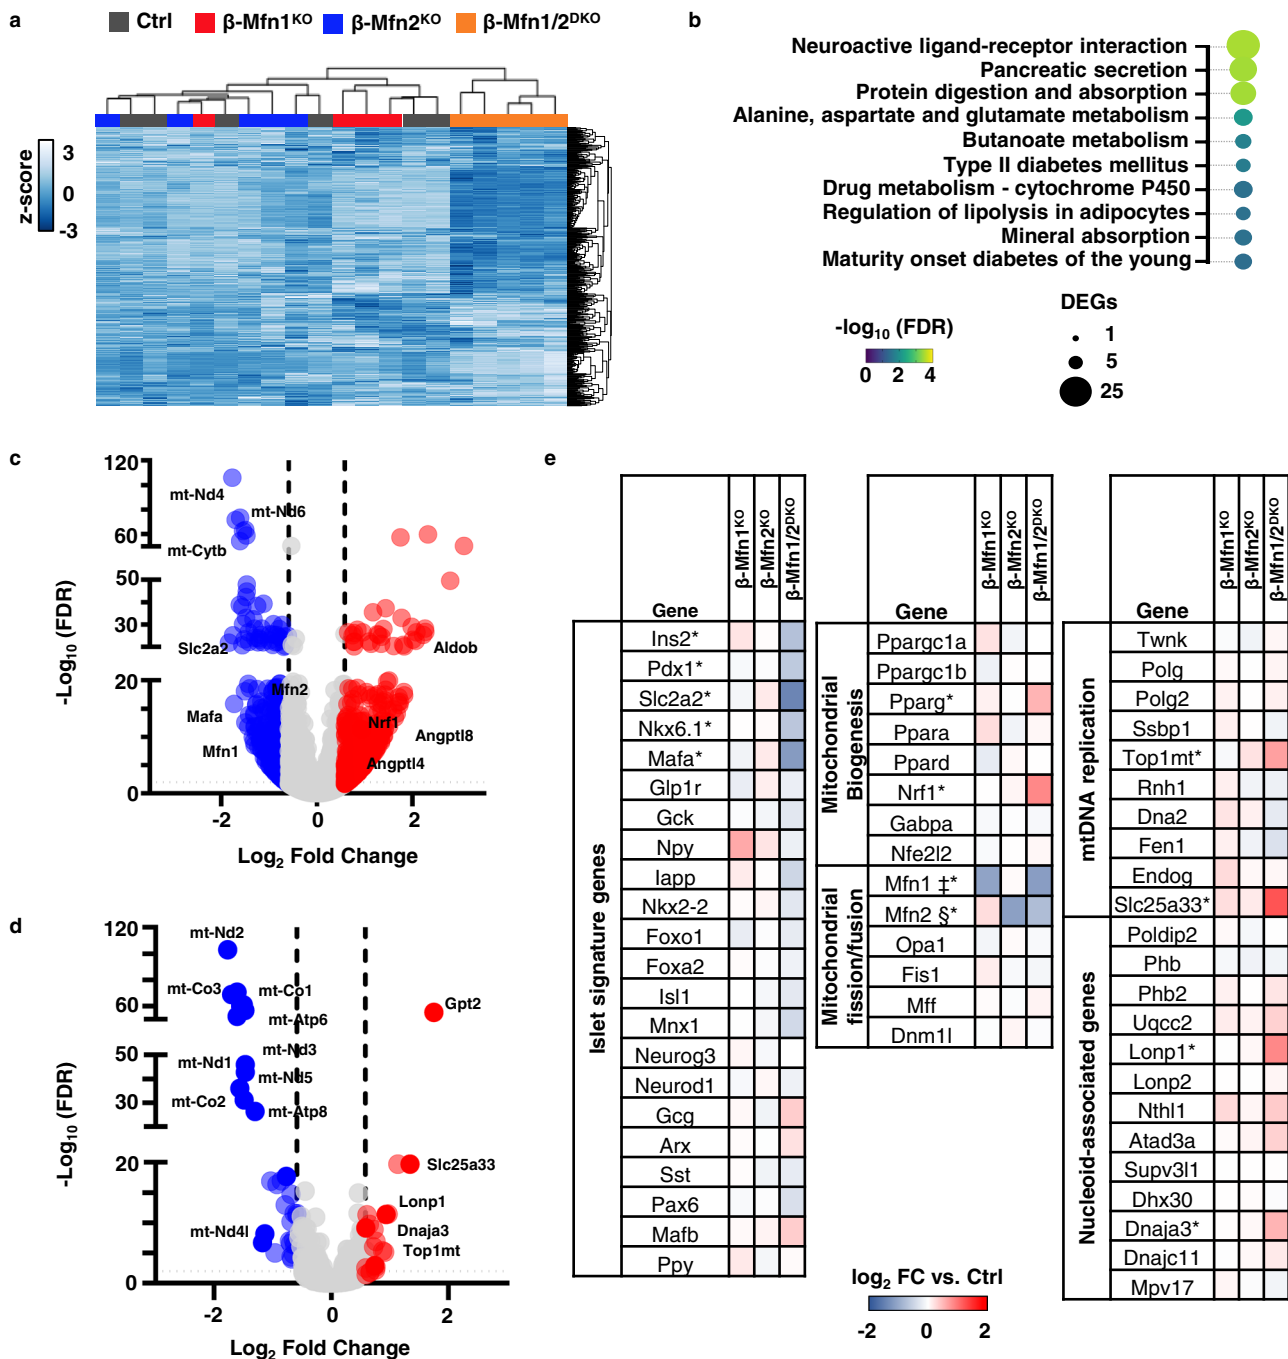 a
Ctrl
β-Mfn1KO
β-Mfn2KO
β-Mfn1/2DKO
z-score
3
0
-3
b
Neuroactive ligand-receptor interaction
Pancreatic secretion
Protein digestion and absorption
Alanine, aspartate and glutamate metabolism
Butanoate metabolism
Type II diabetes mellitus
Drug metabolism - cytochrome P450
Regulation of lipolysis in adipocytes
Mineral absorption
Maturity onset diabetes of the young
-log10 (FDR)
0 2 4
DEGs
1
5
25
c
120
60
50
30
20
0
-Log10 (FDR)
mt-Nd4
mt-Nd6
mt-Cytb
Slc2a2
Aldob
Mfn2
Mafa
Nrf1
Mfn1
Angptl8
Angptl4
-2 0 2
Log2 Fold Change
d
120
60
50
30
20
0
-Log10 (FDR)
mt-Nd2
mt-Co3
mt-Co1
mt-Atp6
Gpt2
mt-Nd3
mt-Nd1
mt-Nd5
mt-Co2
mt-Atp8
Slc25a33
Lonp1
mt-Nd4l
Dnaja3
Top1mt
-2 0 2
Log2 Fold Change
e
Gene
β-Mfn1KO
β-Mfn2KO
β-Mfn1/2DKO
Islet signature genes
Ins2*
Pdx1*
Slc2a2*
Nkx6.1*
Mafa*
Glp1r
Gck
Npy
Iapp
Nkx2-2
Foxo1
Foxa2
Isl1
Mnx1
Neurog3
Neurod1
Gcg
Arx
Sst
Pax6
Mafb
Ppy
Gene
β-Mfn1KO
β-Mfn2KO
β-Mfn1/2DKO
Mitochondrial
Biogenesis
Ppargc1a
Ppargc1b
Pparg*
Ppara
Ppard
Nrf1*
Gabpa
Nfe2l2
Mitochondrial
fission/fusion
Mfn1 ‡*
Mfn2 §*
Opa1
Fis1
Mff
Dnm1l
Gene
β-Mfn1KO
β-Mfn2KO
β-Mfn1/2DKO
mtDNA replication
Twnk
Polg
Polg2
Ssbp1
Top1mt*
Rnh1
Dna2
Fen1
Endog
Slc25a33*
Nucleoid-associated genes
Poldip2
Phb
Phb2
Uqcc2
Lonp1*
Lonp2
Nthl1
Atad3a
Supv3l1
Dhx30
Dnaja3*
Dnajc11
Mpv17
log2 FC vs. Ctrl
-2 0 2